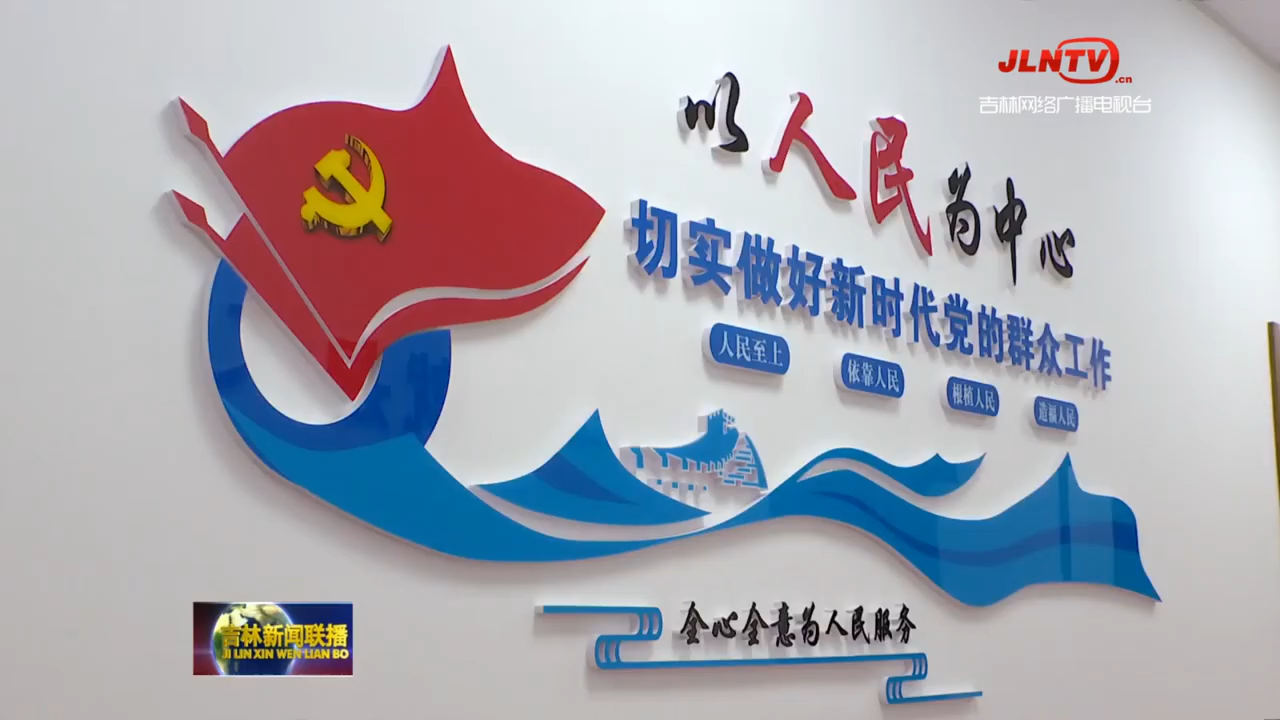 JLNTV.cn
吉林网络广播电视台
以人民为中心
切实做好新时代党的群众工作
人民至上
依靠人民
根植人民
造福人民
全心全意为人民服务
吉林新闻联播
JI LIN XIN WEN LIAN BO